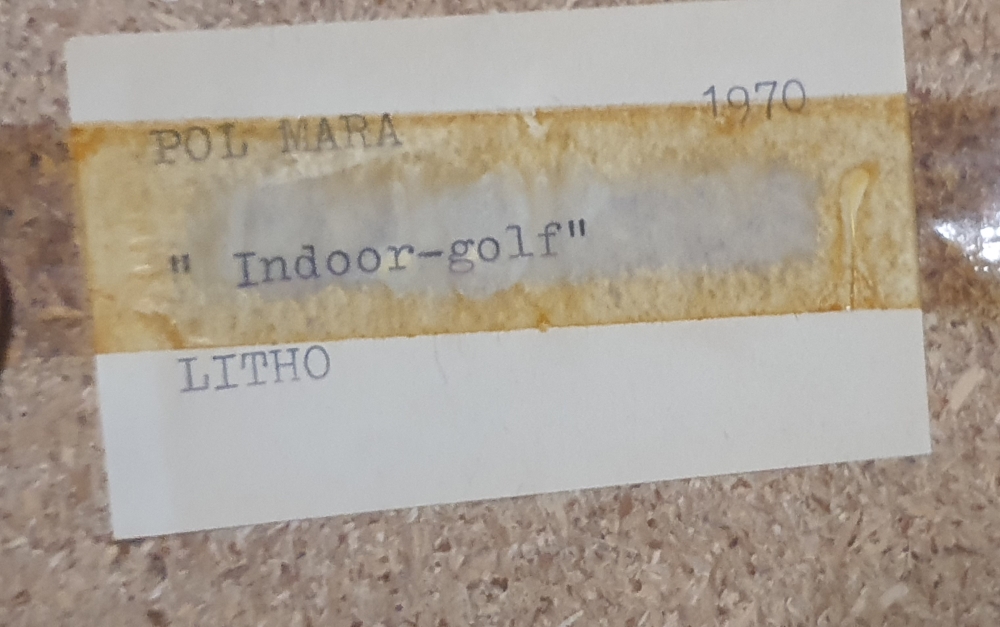 POL MARA 1970
" Indoor-golf"
LITHO